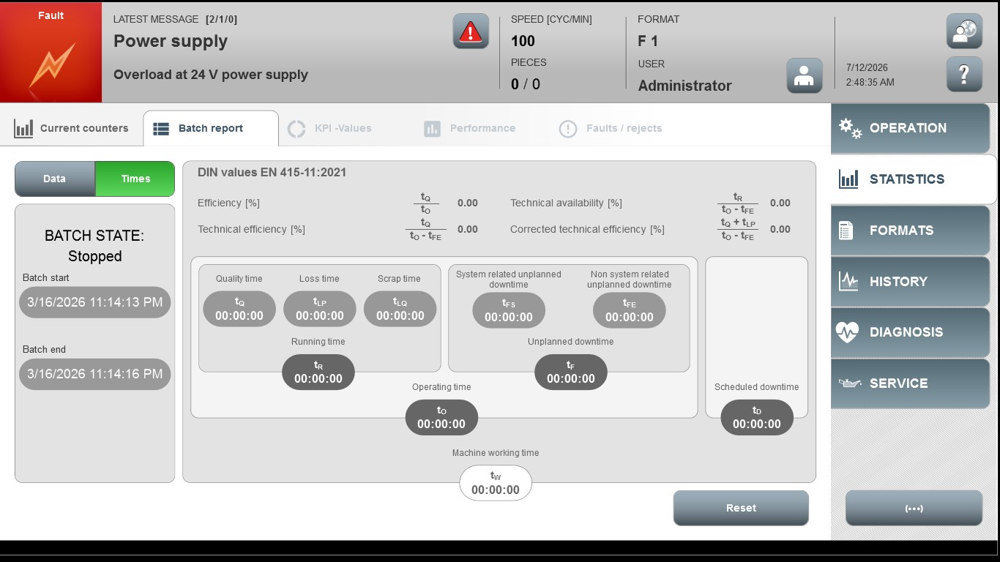 Fault
LATEST MESSAGE [2/1/0]
Power supply
Overload at 24 V power supply
SPEED [CYC/MIN]
100
PIECES
0 / 0
FORMAT
F 1
USER
Administrator
7/12/2026
2:48:35 AM
?
Current counters
Batch report
KPI -Values
Performance
Faults / rejects
OPERATION
STATISTICS
FORMATS
HISTORY
DIAGNOSIS
SERVICE
(•••)
Data
Times
BATCH STATE:
Stopped
Batch start
3/16/2026 11:14:13 PM
Batch end
3/16/2026 11:14:16 PM
DIN values EN 415-11:2021
Efficiency [%]
tQ
tO
0.00
Technical availability [%]
tR
tO - tFE
0.00
Technical efficiency [%]
tQ
tO - tFE
0.00
Corrected technical efficiency [%]
tQ + tLP
tO - tFE
0.00
Quality time
tQ
00:00:00
Loss time
tLP
00:00:00
Scrap time
tLQ
00:00:00
Running time
tR
00:00:00
System related unplanned
downtime
tFS
00:00:00
Non system related
unplanned downtime
tFE
00:00:00
Unplanned downtime
tF
00:00:00
Operating time
tO
00:00:00
Scheduled downtime
tD
00:00:00
Machine working time
tW
00:00:00
Reset